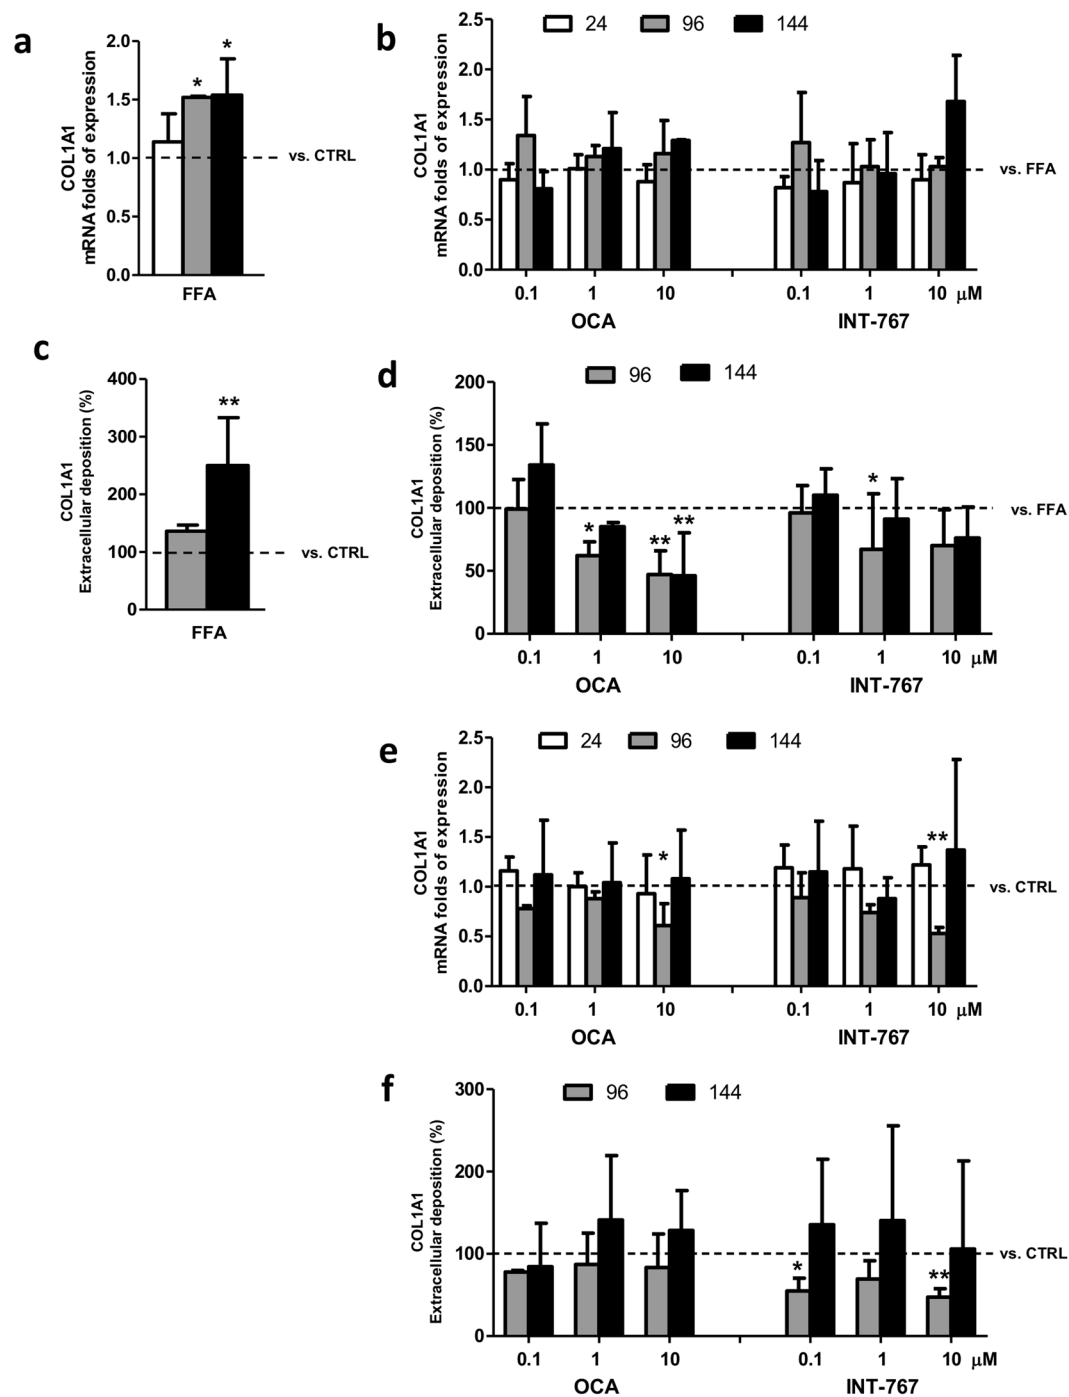 a
COL1A1
mRNA folds of expression
2.0
1.5
1.0
0.5
0.0
*
*
vs. CTRL
FFA
b
24 96 144
COL1A1
mRNA folds of expression
2.5
2.0
1.5
1.0
0.5
0.0
vs. FFA
0.1 1 10 0.1 1 10 μM
OCA INT-767
c
COL1A1
Extracellular deposition (%)
400
300
200
100
0
**
vs. CTRL
FFA
d
96 144
COL1A1
Extracellular deposition (%)
200
150
100
50
0
* ** ** *
vs. FFA
0.1 1 10 0.1 1 10 μM
OCA INT-767
e
24 96 144
COL1A1
mRNA folds of expression
2.5
2.0
1.5
1.0
0.5
0.0
* **
vs. CTRL
0.1 1 10 0.1 1 10 μM
OCA INT-767
f
96 144
COL1A1
Extracellular deposition (%)
300
200
100
0
* **
vs. CTRL
0.1 1 10 0.1 1 10 μM
OCA INT-767